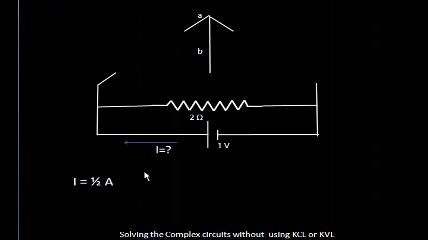 a
b
2 Ω
1 V
I=?
I = ½ A
Solving the Complex circuits without using KCL or KVL